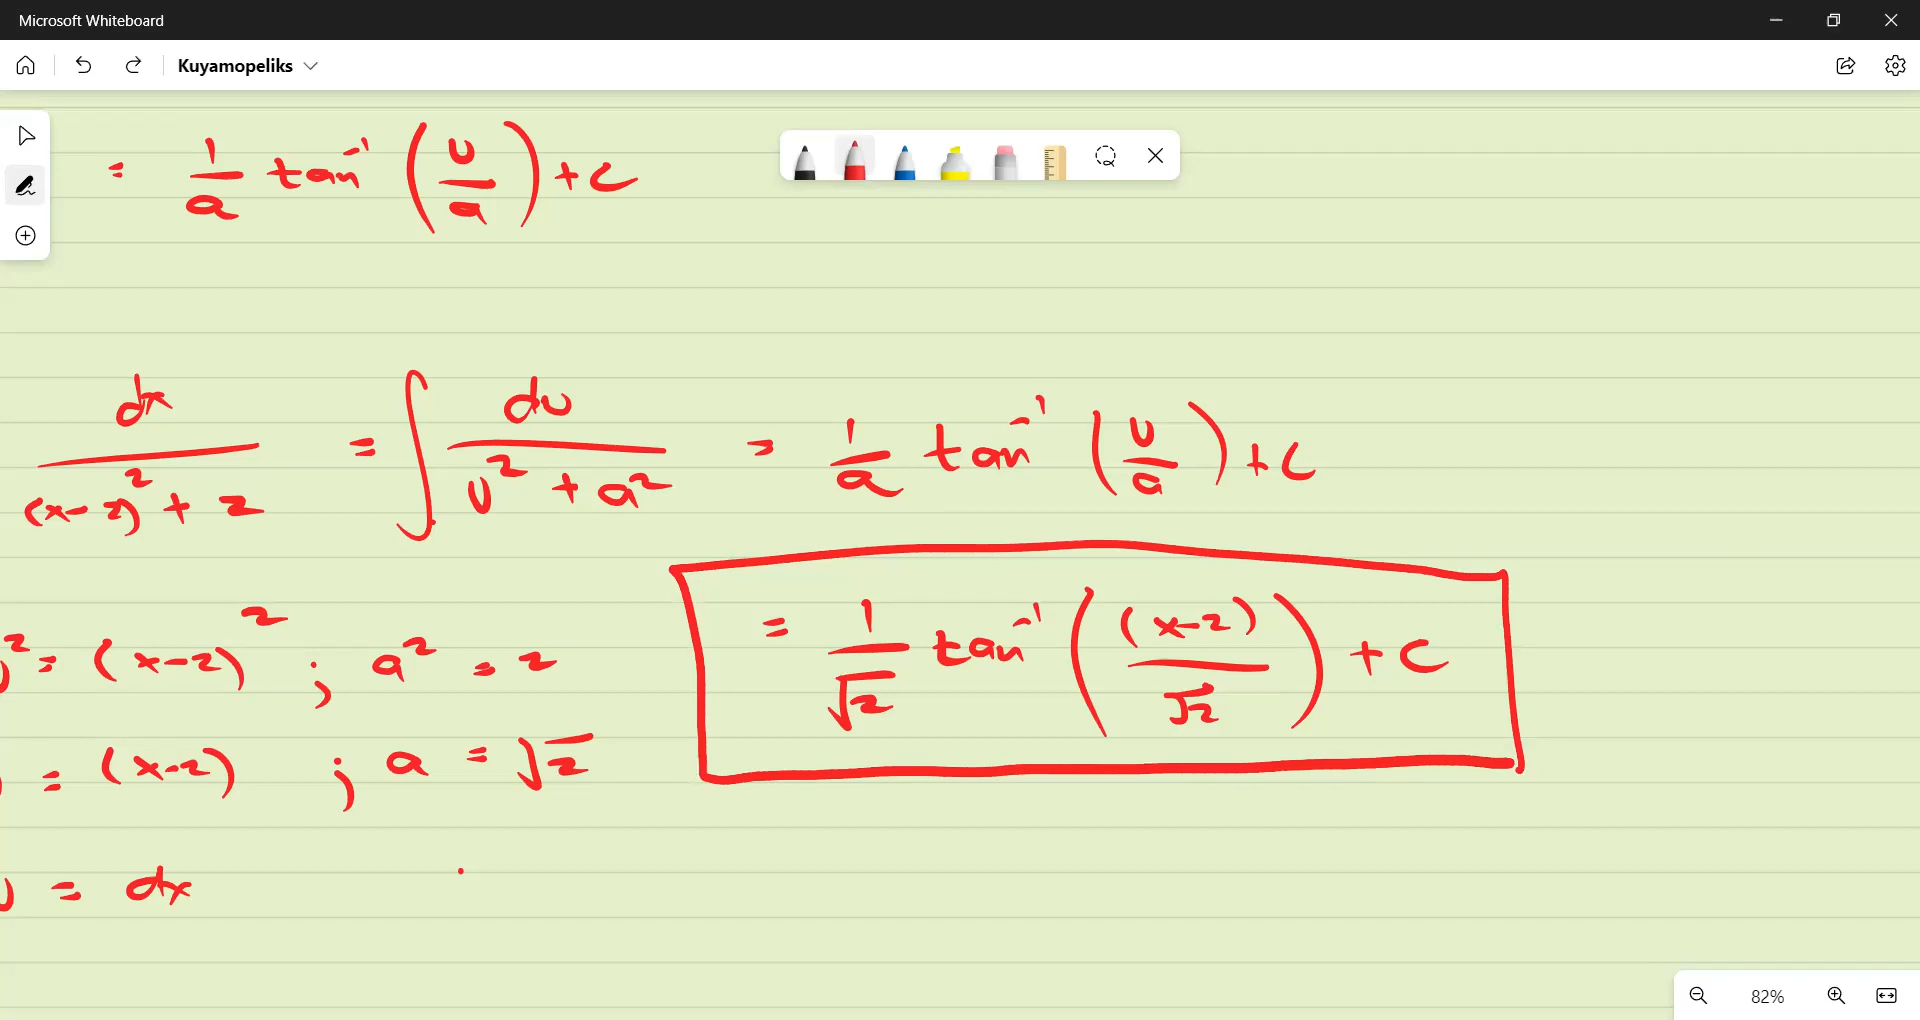 Microsoft Whiteboard
Kuyamopeliks
= 1/a tan⁻¹ (u/a) + c
dx/((x-2)² + 2) = ∫ du/(u² + a²) = 1/a tan⁻¹ (u/a) + c
u² = (x-2)² ; a² = 2
= 1/√2 tan⁻¹ ((x-2)/√2) + c
= (x-2) ; a = √2
u = dx
82%